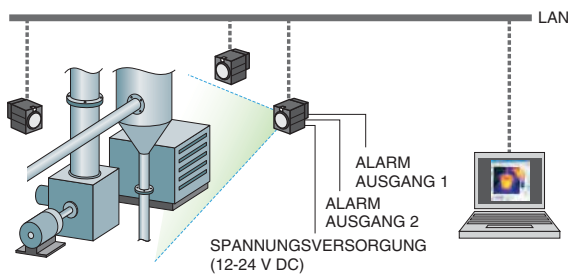 LAN
ALARM
AUSGANG 1
ALARM
AUSGANG 2
SPANNUNGSVERSORGUNG
(12-24 V DC)